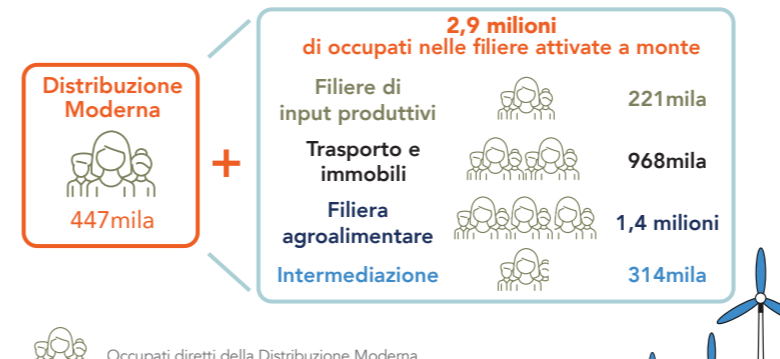 2,9 milioni
di occupati nelle filiere attivate a monte
Distribuzione
Moderna
447mila
+
Filiere di
input produttivi
221mila
Trasporto e
immobili
968mila
Filiera
agroalimentare
1,4 milioni
Intermediazione
314mila
Occupati diretti della Distribuzione Moderna